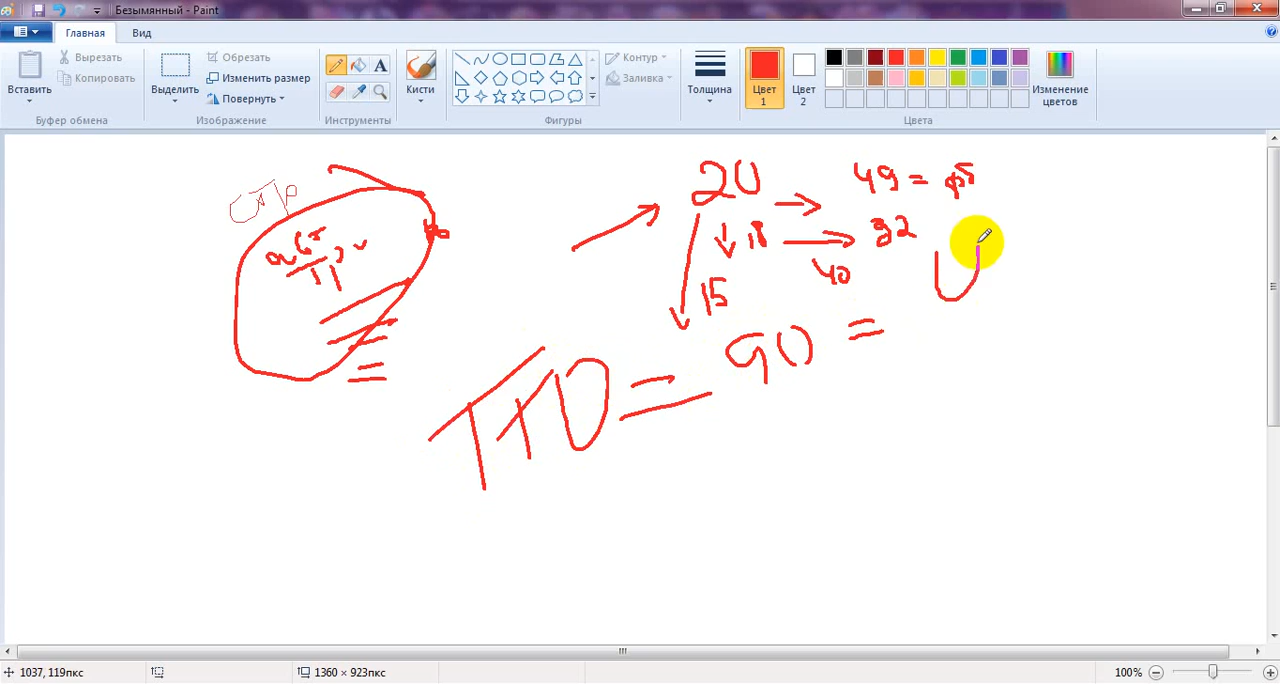 Безымянный - Paint
Главная Вид
Вставить
Вырезать
Копировать
Буфер обмена
Выделить
Обрезать
Изменить размер
Повернуть
Изображение
A
Инструменты
Кисти
Фигуры
Контур
Заливка
Толщина
Цвет 1
Цвет 2
Цвета
Изменение цветов
20 49 =
18 32
40
15
90 =
TTO =
1037, 119пкс
1360 × 923пкс
100%